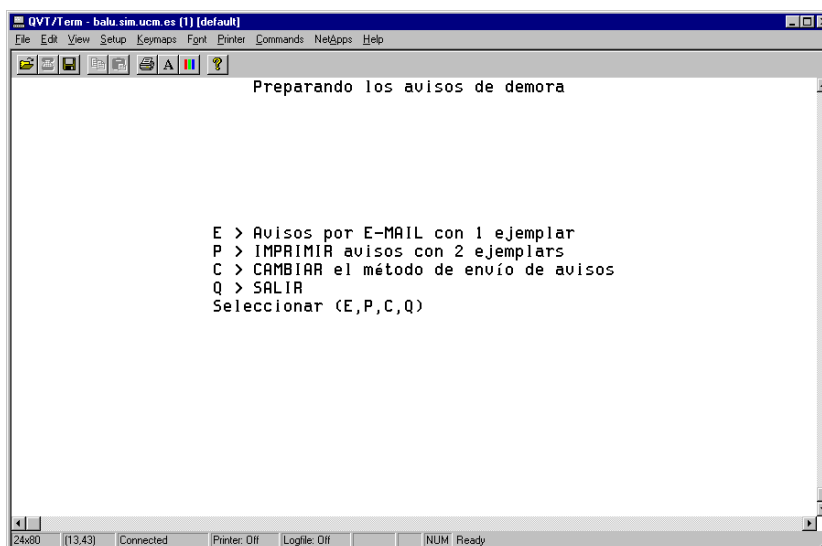 QVT/Term - balu.sim.ucm.es (1) [default]
File Edit View Setup Keymaps Font Printer Commands NetApps Help
A ?
Preparando los avisos de demora
E > Avisos por E-MAIL con 1 ejemplar
P > IMPRIMIR avisos con 2 ejemplars
C > CAMBIAR el método de envío de avisos
Q > SALIR
Seleccionar (E,P,C,Q)
24x80 (13,43) Connected Printer: Off Logfile: Off NUM Ready